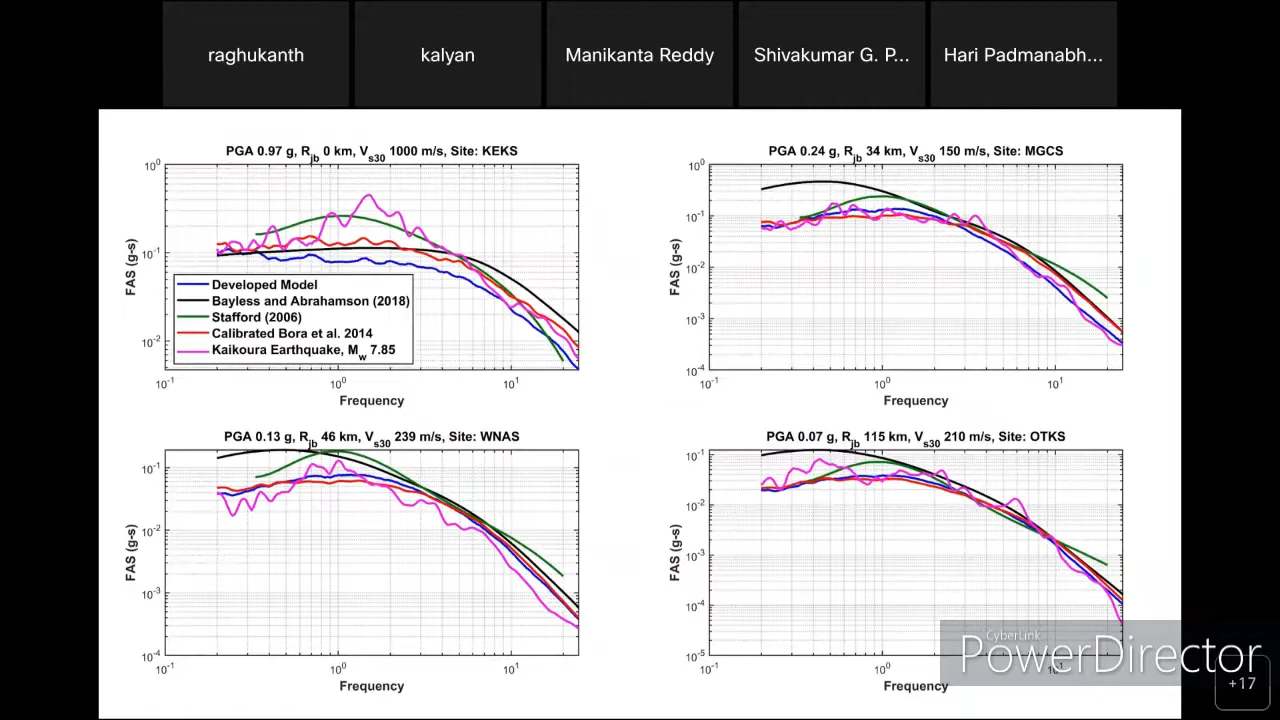 raghukanth
kalyan
Manikanta Reddy
Shivakumar G. P...
Hari Padmanabh...
PGA 0.97 g, Rjb 0 km, Vs30 1000 m/s, Site: KEKS
10^0
10^-1
10^-2
FAS (g-s)
Developed Model
Bayless and Abrahamson (2018)
Stafford (2006)
Calibrated Bora et al. 2014
Kaikoura Earthquake, Mw 7.85
10^-1 10^0 10^1
Frequency
PGA 0.24 g, Rjb 34 km, Vs30 150 m/s, Site: MGCS
10^0
10^-1
10^-2
10^-3
10^-4
FAS (g-s)
10^-1 10^0 10^1
Frequency
PGA 0.13 g, Rjb 46 km, Vs30 239 m/s, Site: WNAS
10^-1
10^-2
10^-3
10^-4
FAS (g-s)
10^-1 10^0 10^1
Frequency
PGA 0.07 g, Rjb 115 km, Vs30 210 m/s, Site: OTKS
10^-1
10^-2
10^-3
10^-4
10^-5
FAS (g-s)
10^-1 10^0 10^1
Frequency
CyberLink
PowerDirector
+17